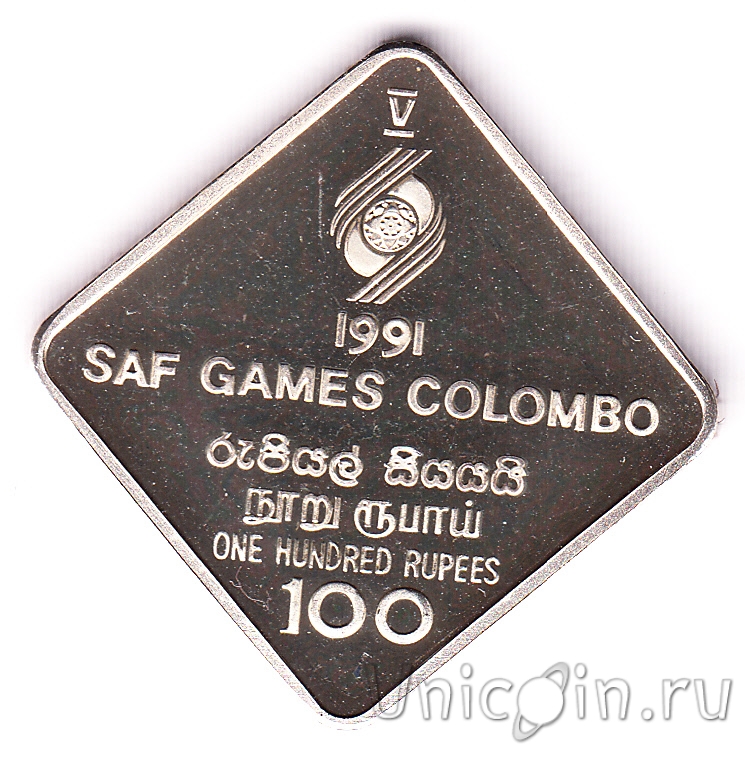 V
1991
SAF GAMES COLOMBO
රුපියල් සියයයි
நூறு ரூபாய்
ONE HUNDRED RUPEES
100
Unicoin.ru